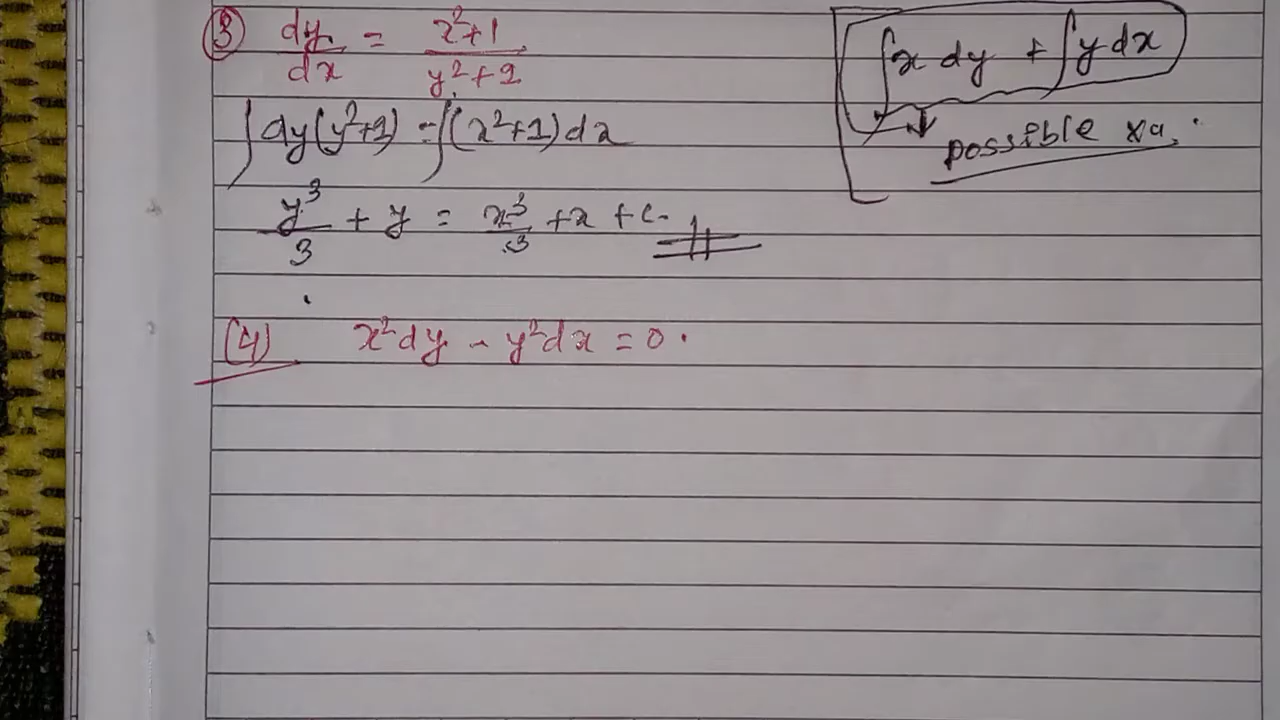 ③ dy/dx = x²+1/y²+1
∫dy(y²+1) = ∫(x²+1)dx
y³/3 + y = x³/3 + x + c.
(4) x²dy - y²dx = 0.
∫x dy + ∫y dx
possible